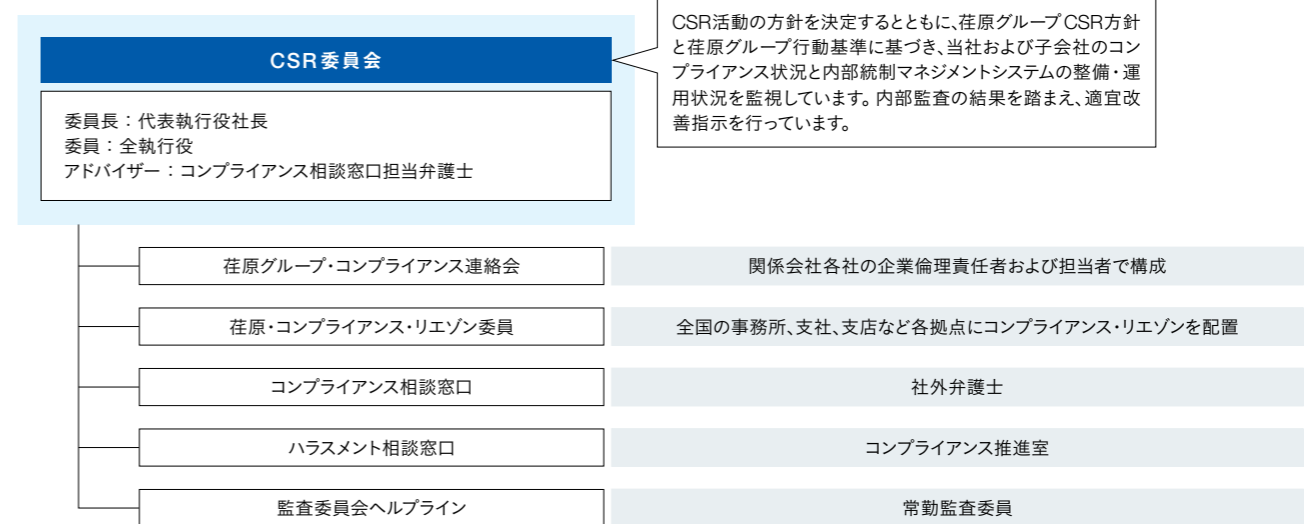 CSR委員会
委員長：代表執行役社長
委員：全執行役
アドバイザー：コンプライアンス相談窓口担当弁護士
CSR活動の方針を決定するとともに、荏原グループCSR方針
と荏原グループ行動基準に基づき、当社および子会社のコン
プライアンス状況と内部統制マネジメントシステムの整備・運
用状況を監視しています。内部監査の結果を踏まえ、適宜改
善指示を行っています。
荏原グループ・コンプライアンス連絡会
関係会社各社の企業倫理責任者および担当者で構成
荏原・コンプライアンス・リエゾン委員
全国の事務所、支社、支店など各拠点にコンプライアンス・リエゾンを配置
コンプライアンス相談窓口
社外弁護士
ハラスメント相談窓口
コンプライアンス推進室
監査委員会ヘルプライン
常勤監査委員